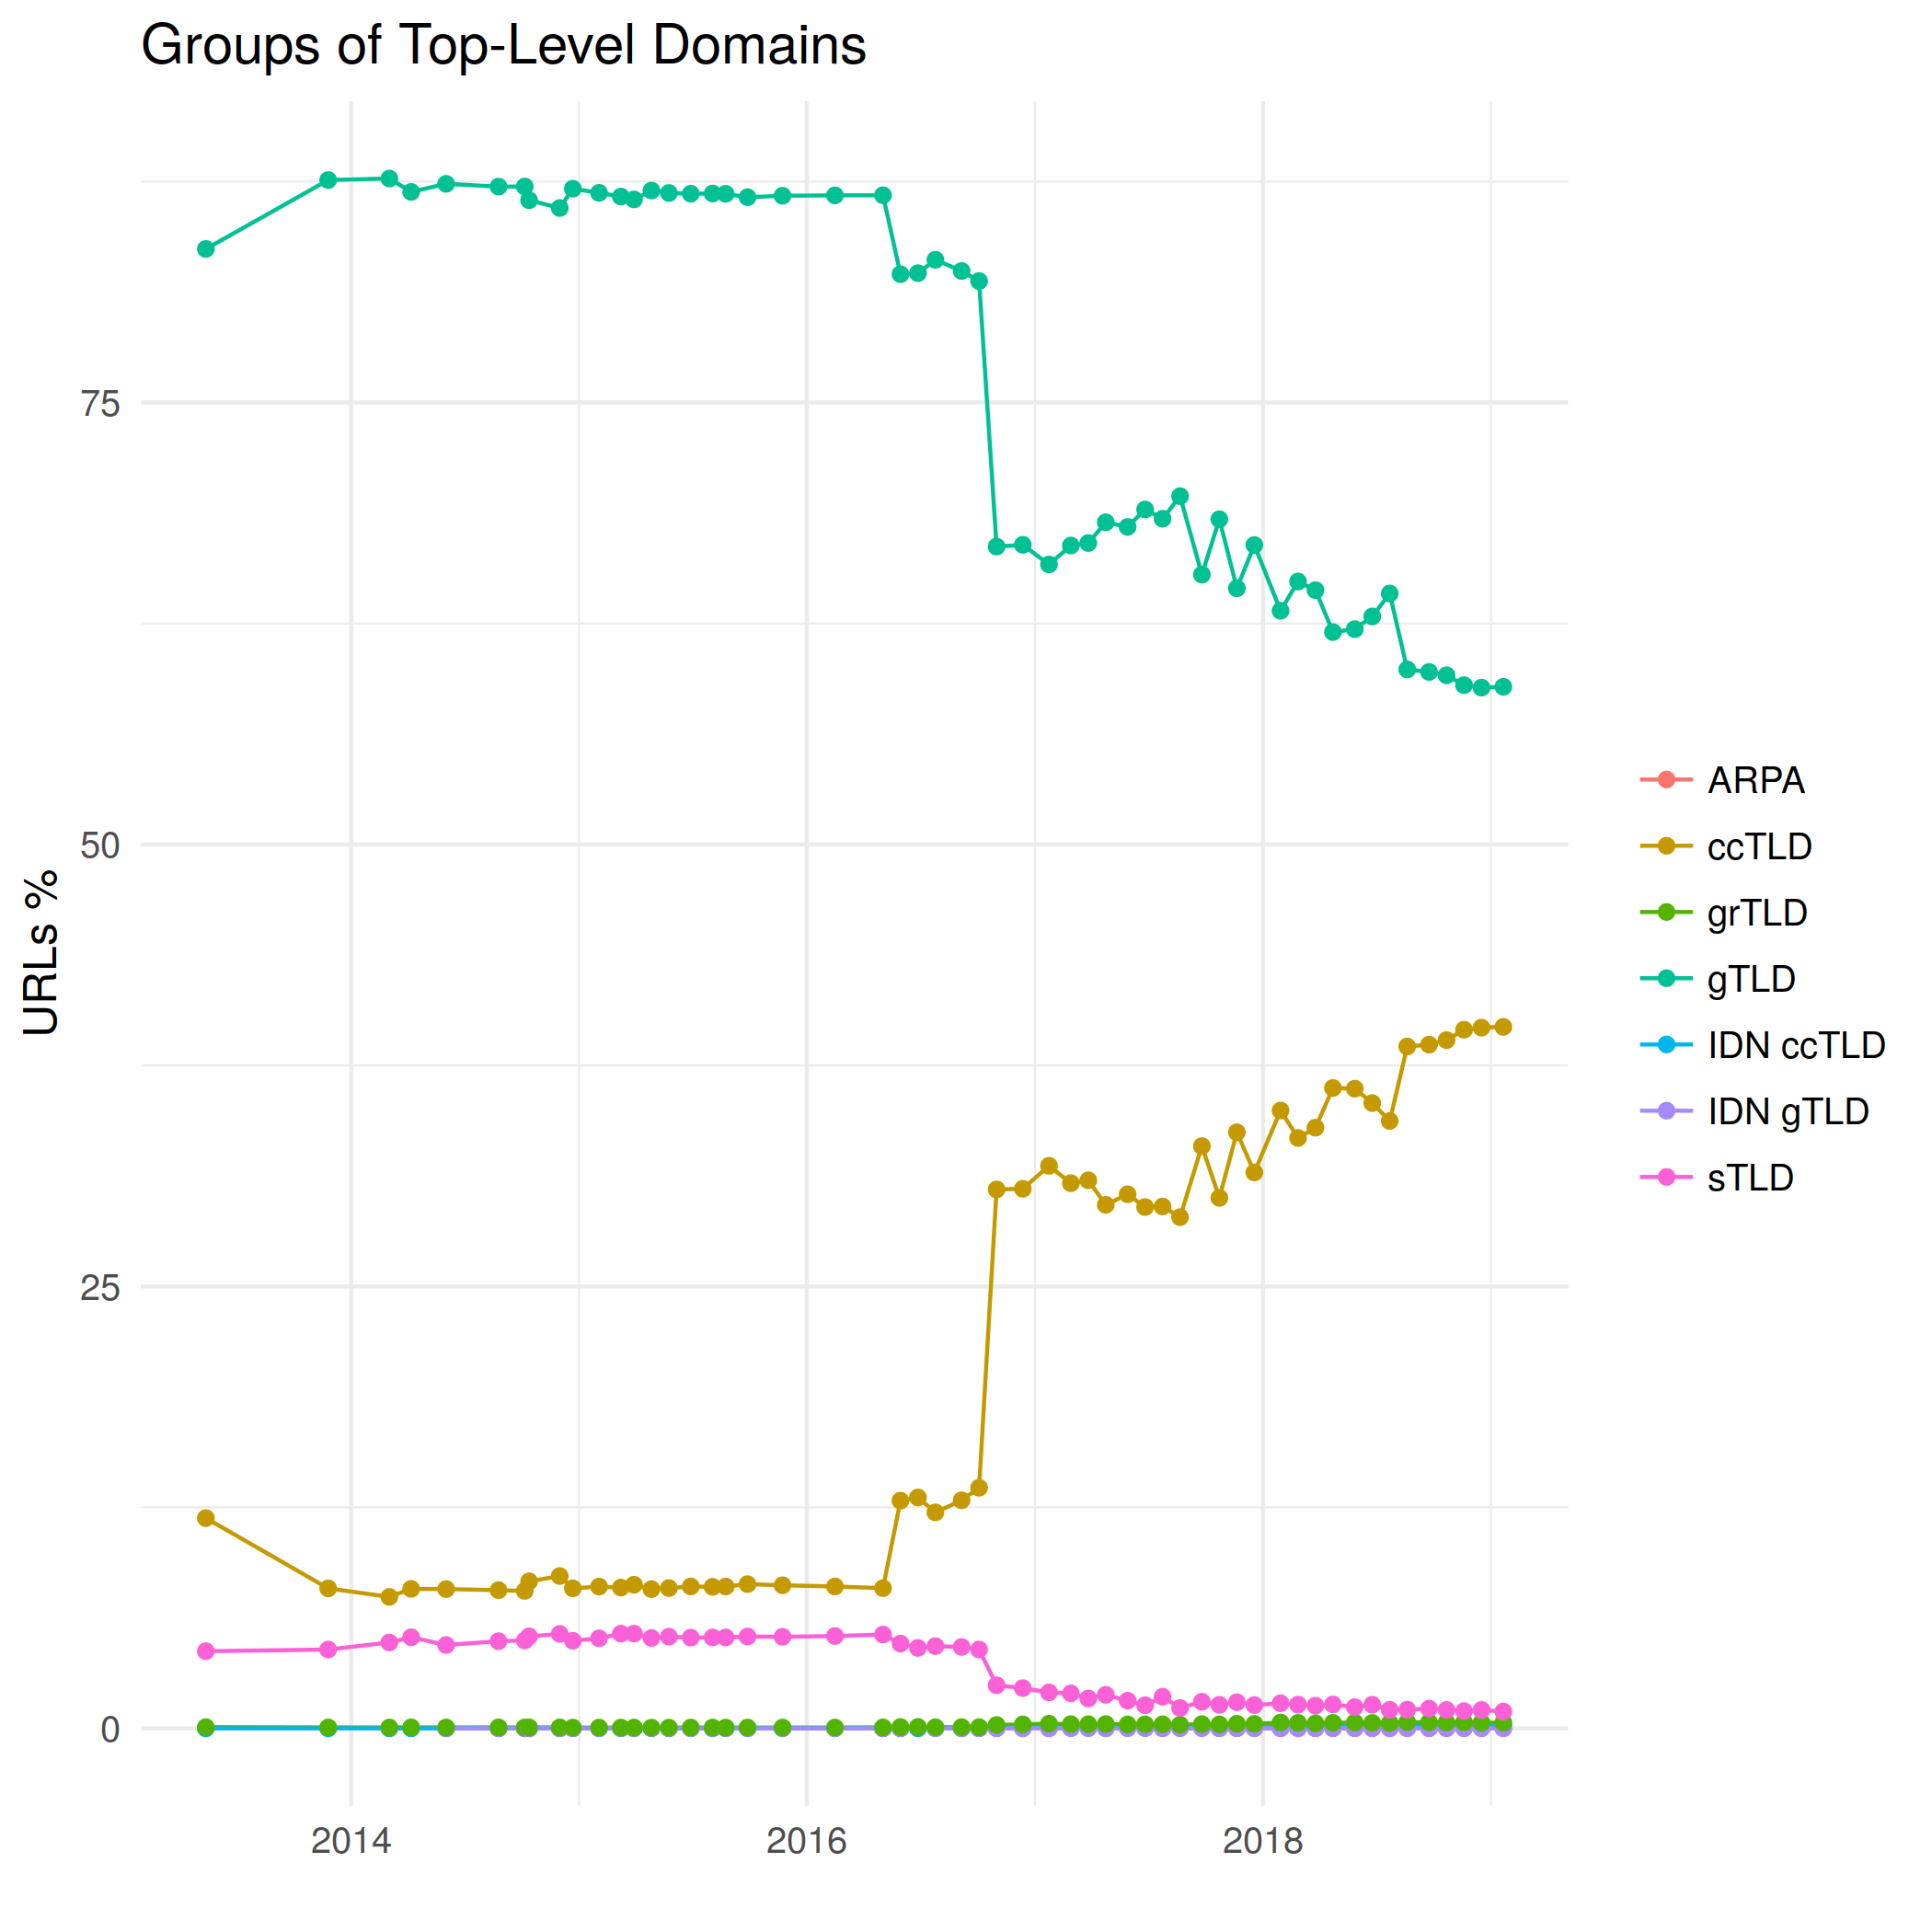 Groups of Top-Level Domains
URLs %
75
50
25
0
2014
2016
2018
ARPA
ccTLD
grTLD
gTLD
IDN ccTLD
IDN gTLD
sTLD